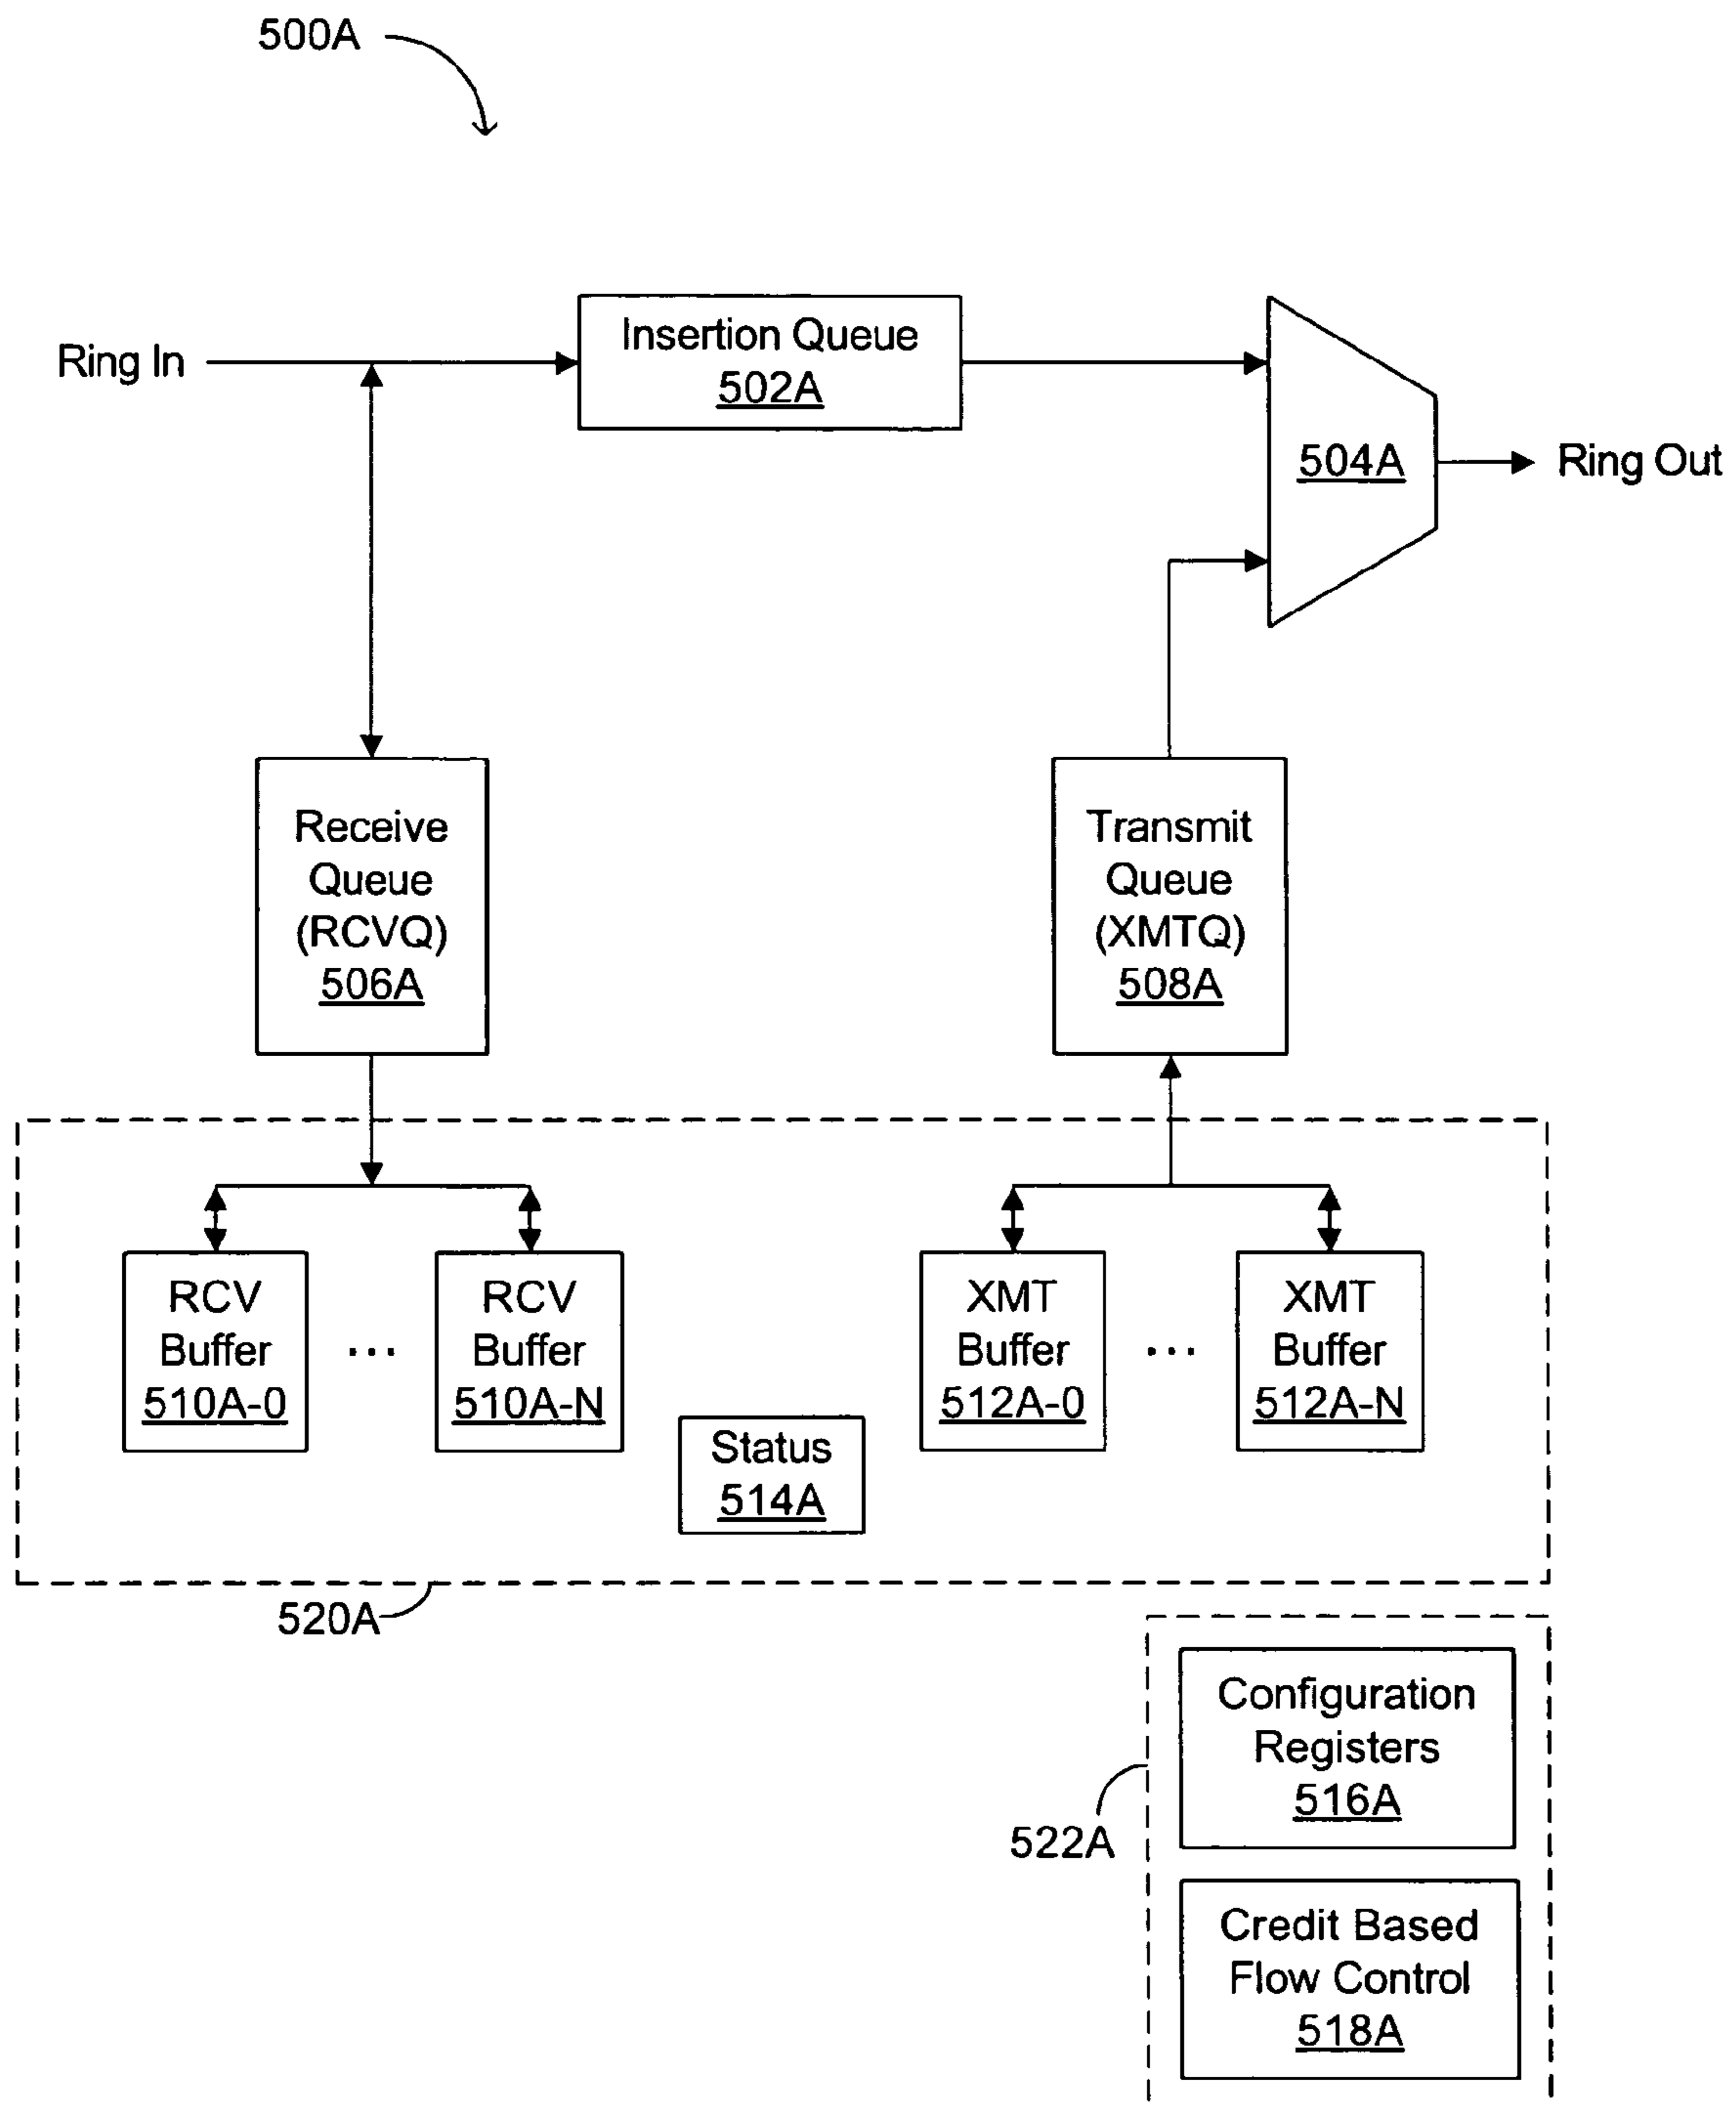 500A
Ring In
Insertion Queue
502A
504A
Ring Out
Receive
Queue
(RCVQ)
506A
Transmit
Queue
(XMTQ)
508A
RCV
Buffer
510A-0
...
RCV
Buffer
510A-N
Status
514A
XMT
Buffer
512A-0
...
XMT
Buffer
512A-N
520A
522A
Configuration
Registers
516A
Credit Based
Flow Control
518A